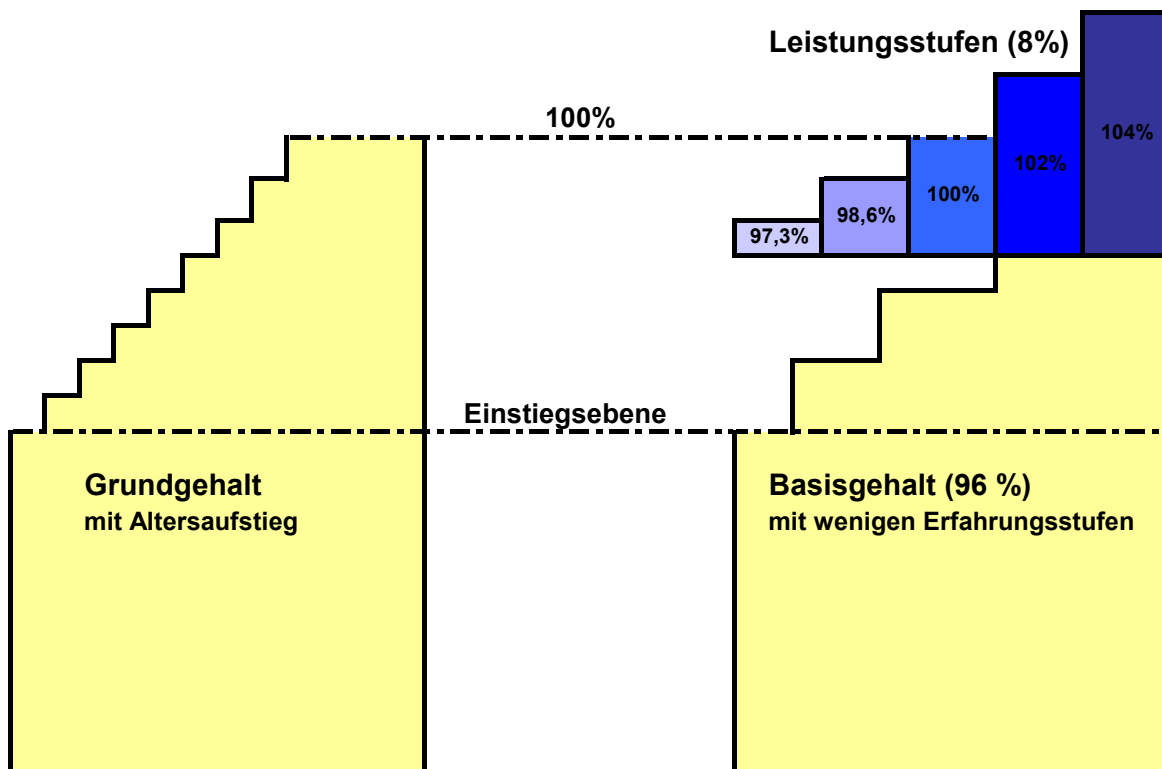 Leistungsstufen (8%)
100%
104%
102%
100%
98,6%
97,3%
Einstiegsebene
Grundgehalt
mit Altersaufstieg
Basisgehalt (96 %)
mit wenigen Erfahrungsstufen